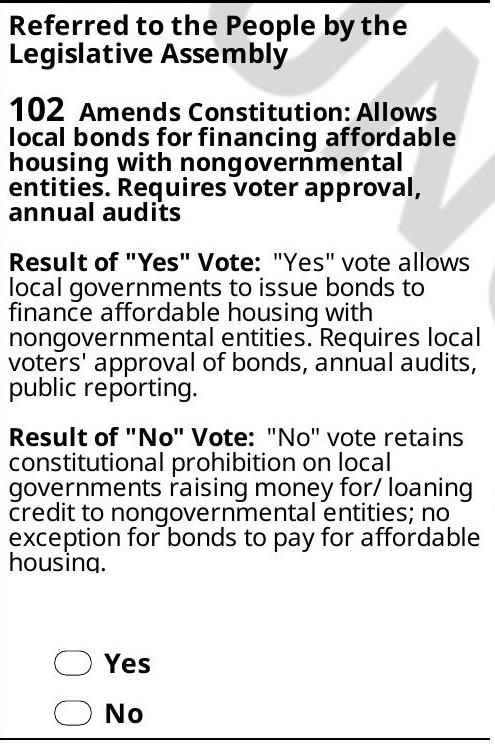 Referred to the People by the
Legislative Assembly
102 Amends Constitution: Allows
local bonds for financing affordable
housing with nongovernmental
entities. Requires voter approval,
annual audits
Result of "Yes" Vote: "Yes" vote allows
local governments to issue bonds to
finance affordable housing with
nongovernmental entities. Requires local
voters' approval of bonds, annual audits,
public reporting.
Result of "No" Vote: "No" vote retains
constitutional prohibition on local
governments raising money for/ loaning
credit to nongovernmental entities; no
exception for bonds to pay for affordable
housing.
Yes
No